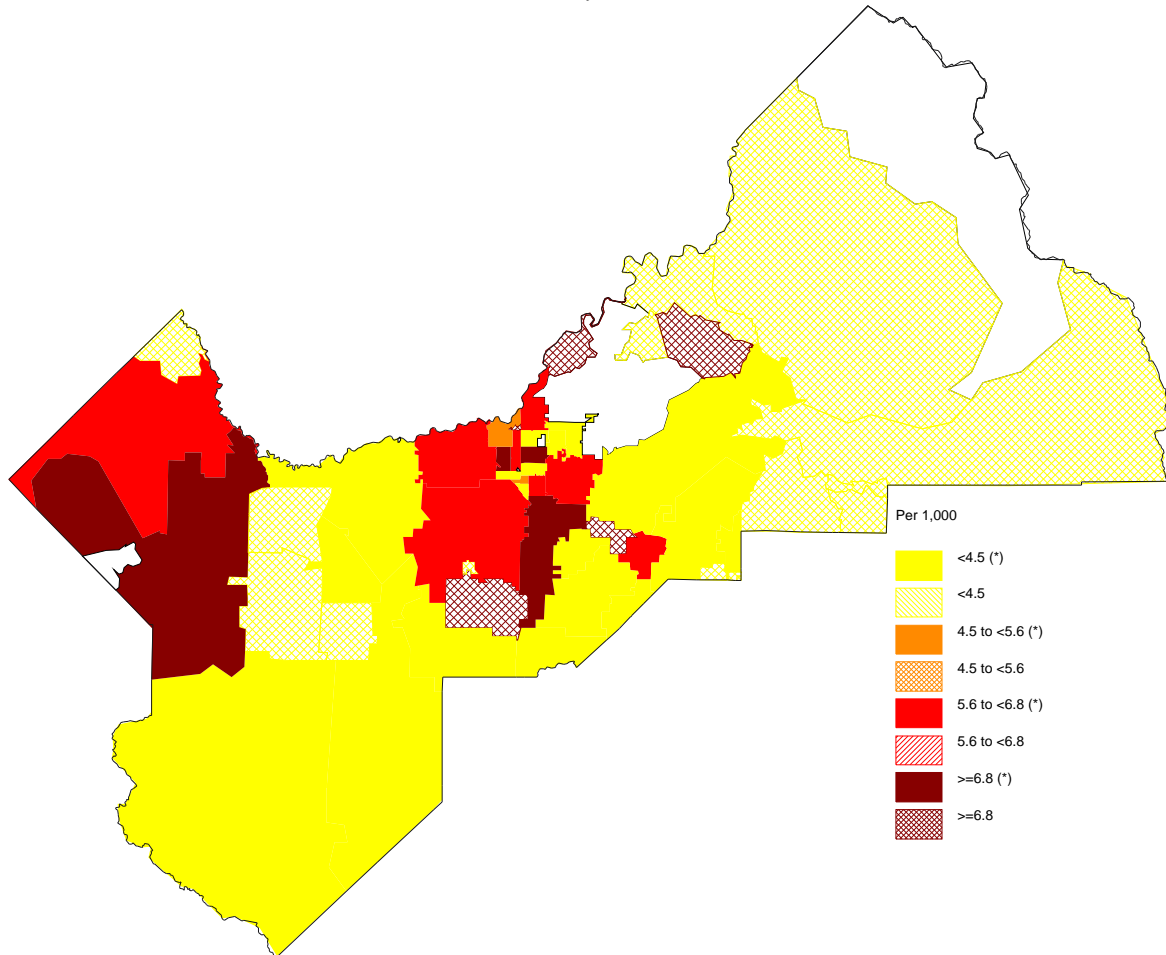 Per 1,000
<4.5 (*)
<4.5
4.5 to <5.6 (*)
4.5 to <5.6
5.6 to <6.8 (*)
5.6 to <6.8
>=6.8 (*)
>=6.8